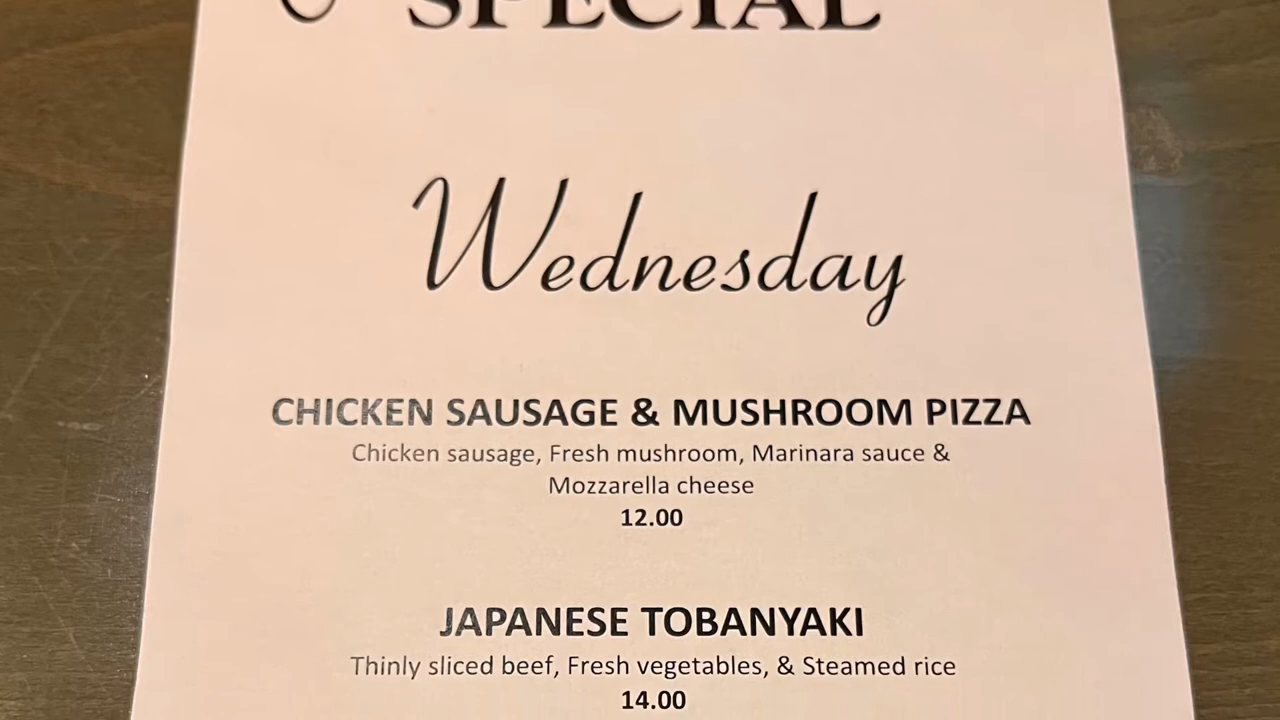 SPECIAL
Wednesday
CHICKEN SAUSAGE & MUSHROOM PIZZA
Chicken sausage, Fresh mushroom, Marinara sauce &
Mozzarella cheese
12.00
JAPANESE TOBANYAKI
Thinly sliced beef, Fresh vegetables, & Steamed rice
14.00